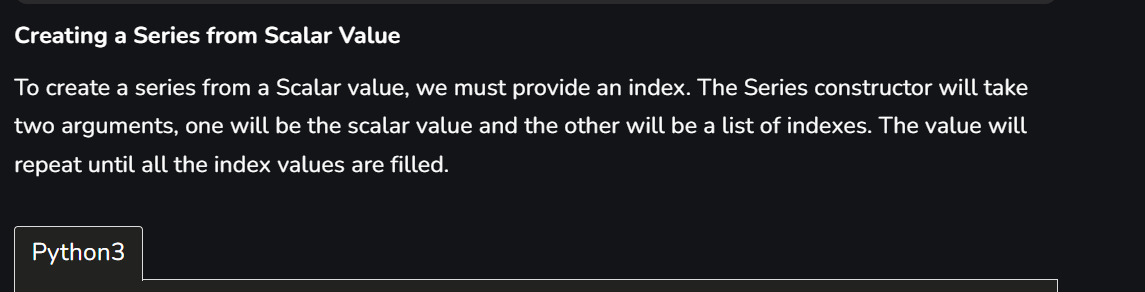 Creating a Series from Scalar Value
To create a series from a Scalar value, we must provide an index. The Series constructor will take
two arguments, one will be the scalar value and the other will be a list of indexes. The value will
repeat until all the index values are filled.
Python3